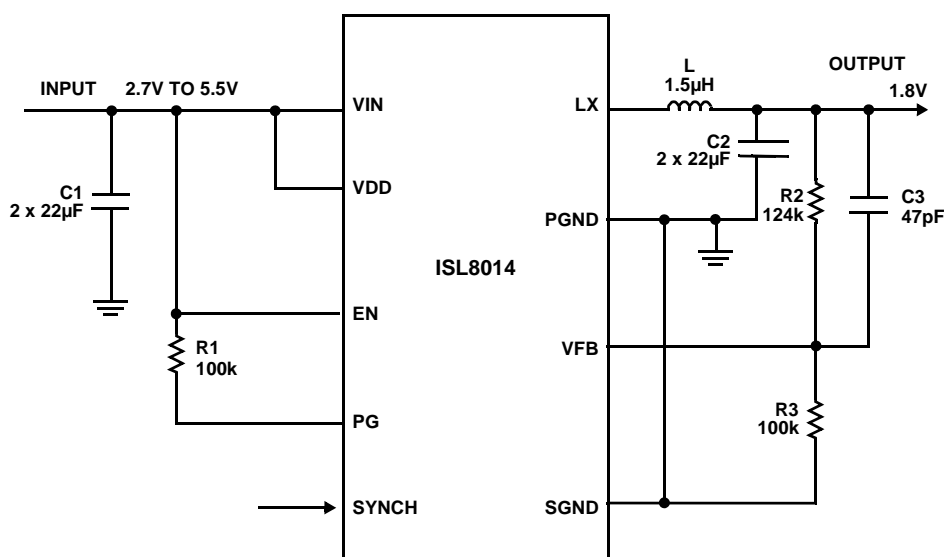 INPUT
2.7V TO 5.5V
VIN
VDD
C1
2 x 22µF
EN
R1
100k
PG
SYNCH
ISL8014
LX
L
1.5µH
OUTPUT
1.8V
C2
2 x 22µF
PGND
R2
124k
C3
47pF
VFB
R3
100k
SGND